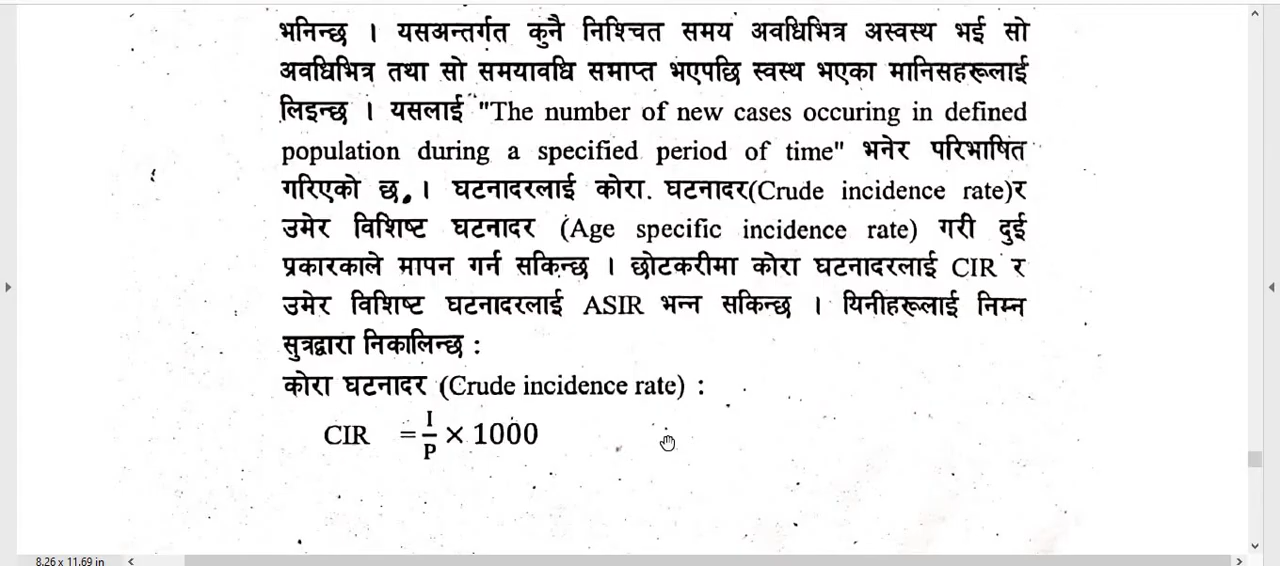 भनिन्छ । यसअन्तर्गत कुनै निश्चित समय अवधिभित्र अस्वस्थ भई सो
अवधिभित्र तथा सो समयावधि समाप्त भएपछि स्वस्थ भएका मानिसहरूलाई
लिइन्छ । यसलाई "The number of new cases occuring in defined
population during a specified period of time" भनेर परिभाषित
गरिएको छ, । घटनादरलाई कोरा. घटनादर(Crude incidence rate)र
उमेर विशिष्ट घटनादर (Age specific incidence rate) गरी दुई
प्रकारकाले मापन गर्न सकिन्छ । छोटकरीमा कोरा घटनादरलाई CIR र
उमेर विशिष्ट घटनादरलाई ASIR भन्न सकिन्छ । यिनीहरूलाई निम्न
सुत्रद्वारा निकालिन्छ :
कोरा घटनादर (Crude incidence rate) :
CIR = I/P × 1000
8.26 x 11.69 in